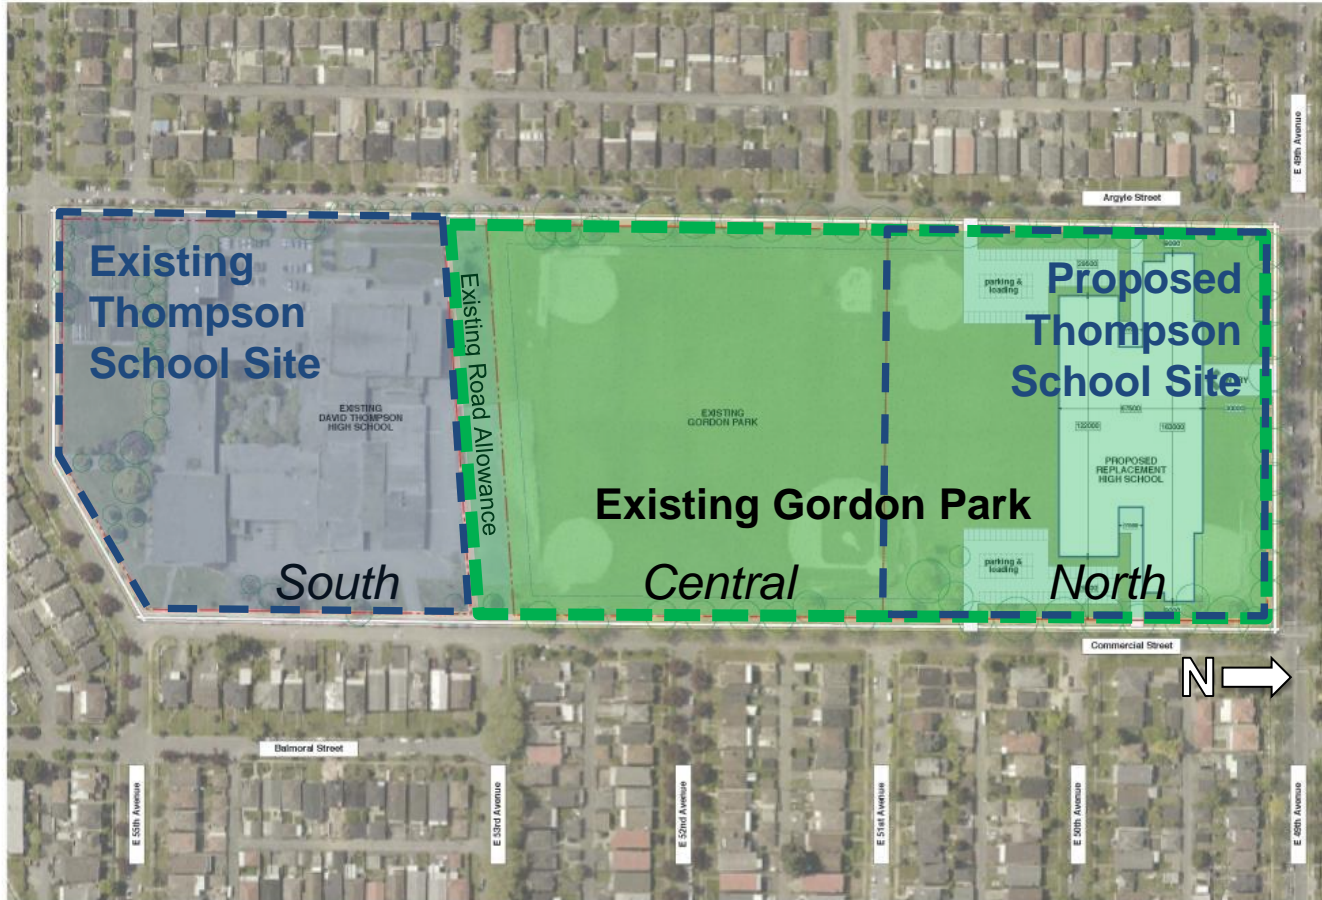 E 49th Avenue
Argyle Street
Existing
Thompson
School Site
Existing Road Allowance
EXISTING
DAVID THOMPSON
HIGH SCHOOL
EXISTING
GORDON PARK
Existing Gordon Park
parking &
loading
Proposed
Thompson
School Site
67500
122000
PROPOSED
REPLACEMENT
HIGH SCHOOL
parking &
loading
South
Central
North
Commercial Street
N
Balmoral Street
E 55th Avenue
E 53rd Avenue
E 52nd Avenue
E 51st Avenue
E 50th Avenue
E 49th Avenue